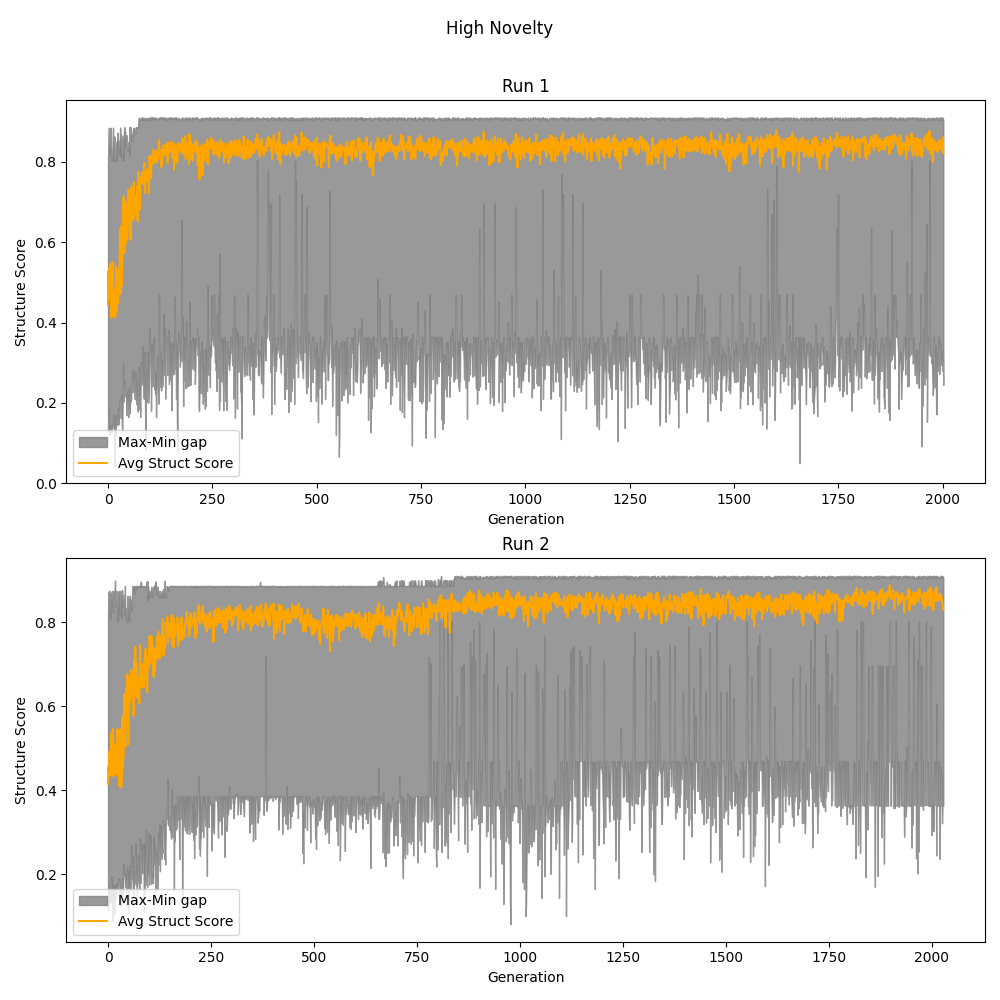 High Novelty
Run 1
Structure Score
0.8
0.6
0.4
0.2
0.0
Max-Min gap
Avg Struct Score
0 250 500 750 1000 1250 1500 1750 2000
Generation
Run 2
Structure Score
0.8
0.6
0.4
0.2
Max-Min gap
Avg Struct Score
0 250 500 750 1000 1250 1500 1750 2000
Generation